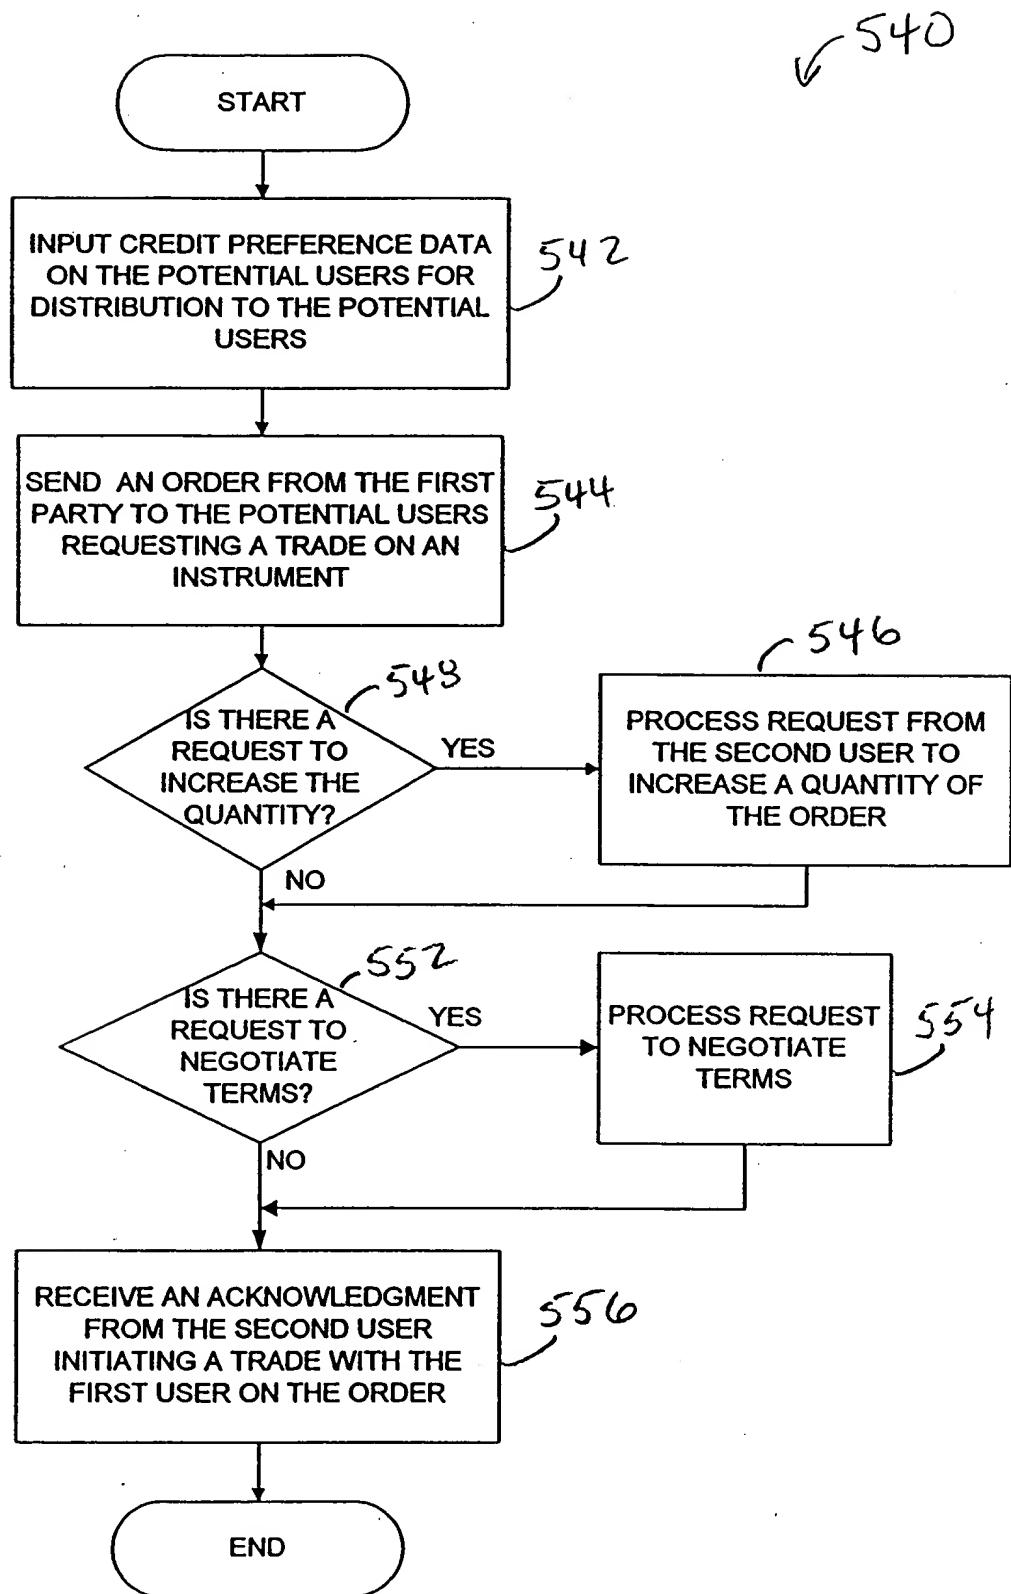 540
START
INPUT CREDIT PREFERENCE DATA
ON THE POTENTIAL USERS FOR
DISTRIBUTION TO THE POTENTIAL
USERS
542
SEND AN ORDER FROM THE FIRST
PARTY TO THE POTENTIAL USERS
REQUESTING A TRADE ON AN
INSTRUMENT
544
548
IS THERE A
REQUEST TO
INCREASE THE
QUANTITY?
YES
NO
546
PROCESS REQUEST FROM
THE SECOND USER TO
INCREASE A QUANTITY OF
THE ORDER
552
IS THERE A
REQUEST TO
NEGOTIATE
TERMS?
YES
NO
PROCESS REQUEST
TO NEGOTIATE
TERMS
554
RECEIVE AN ACKNOWLEDGMENT
FROM THE SECOND USER
INITIATING A TRADE WITH THE
FIRST USER ON THE ORDER
556
END